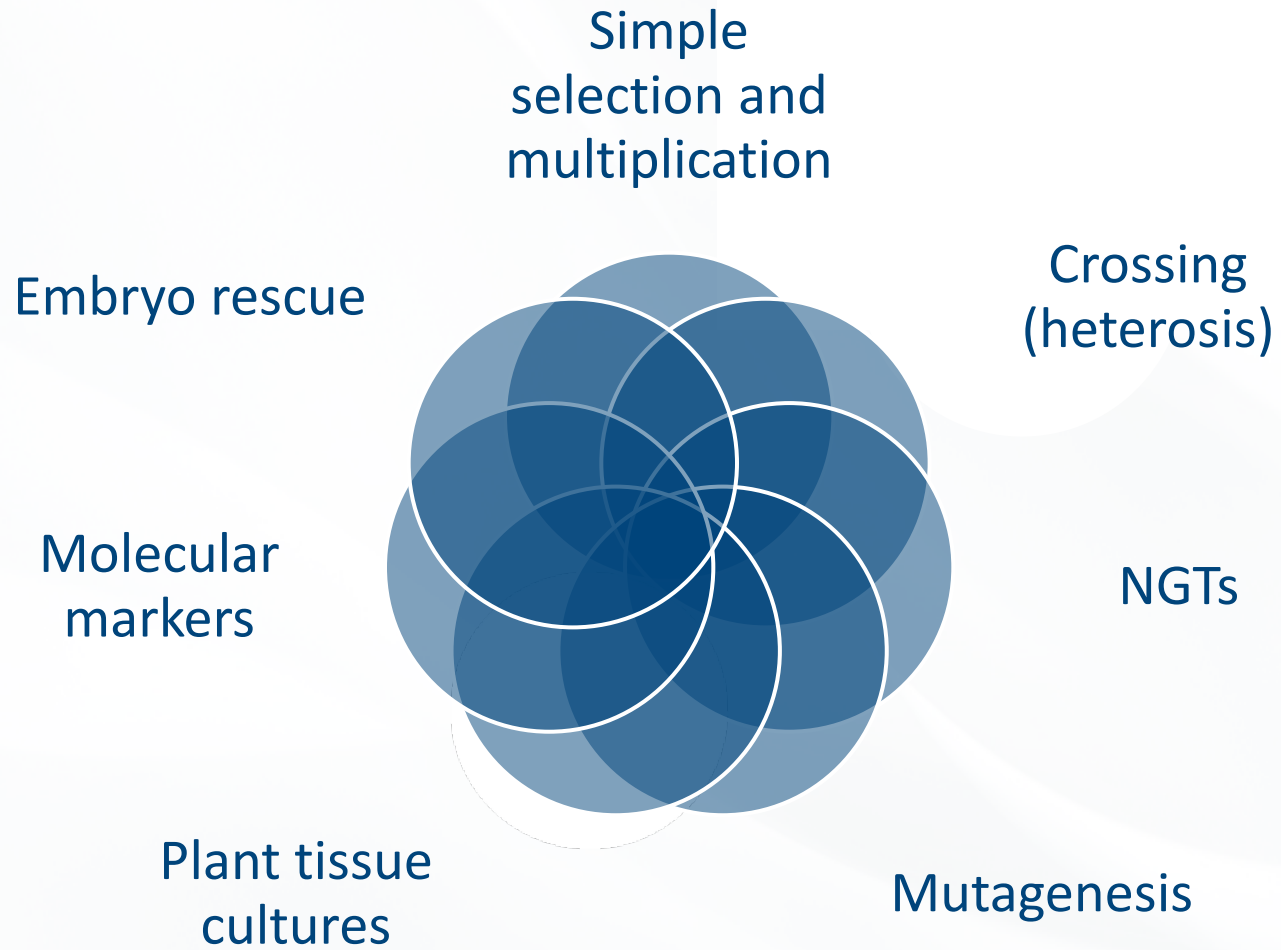 Simple
selection and
multiplication
Crossing
(heterosis)
NGTs
Mutagenesis
Plant tissue
cultures
Molecular
markers
Embryo rescue